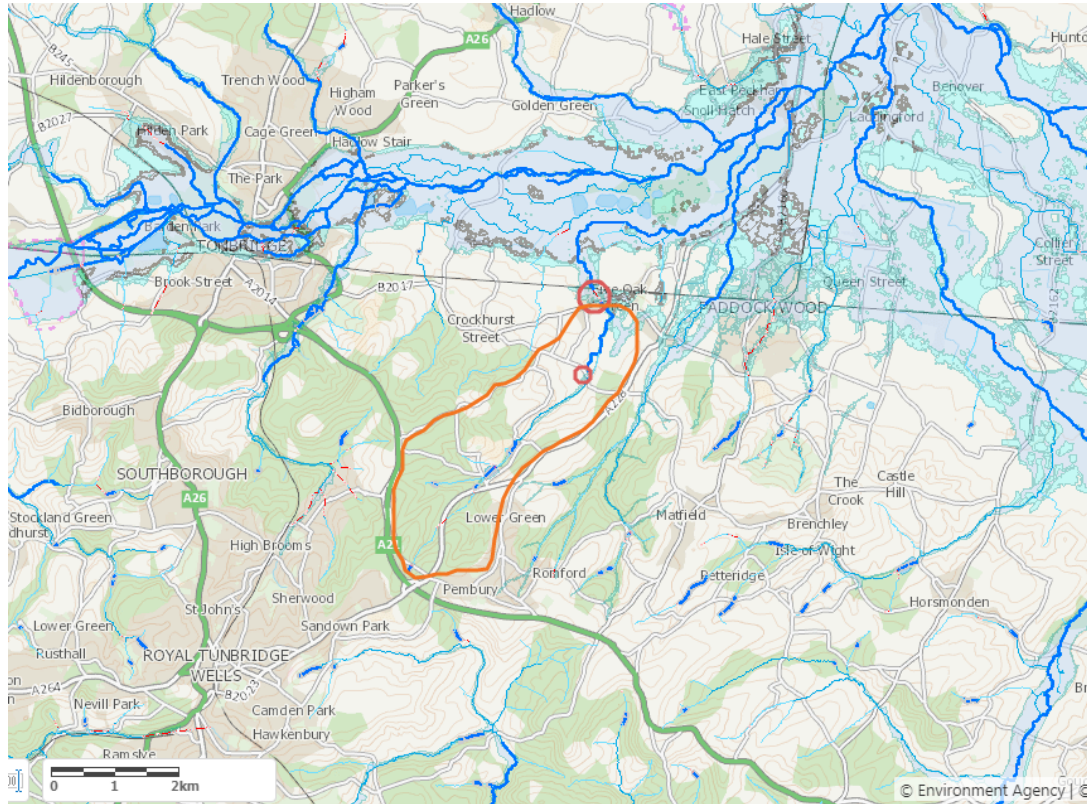 Hadlow
A26
Hale Street
B245
Hildenborough
Trench Wood
Parker's
Green
Higham
Wood
Golden Green
East Peckham
Snoll Hatch
Benover
Laddingford
B2027
Hilden Park
Cage Green
Hadlow Stair
The Park
Barden Park
TONBRIDGE
Collier
Street
Brook Street
A2014
B2017
Queen Street
B2162
PADDOCK WOOD
Crockhurst
Street
A228
Bidborough
SOUTHBOROUGH
A26
The
Crook
Castle
Hill
Stockland Green
High Brooms
A21
Lower Green
Matfield
Brenchley
Isle of Wight
Romford
Petteridge
Pembury
Sherwood
St John's
Horsmonden
Lower Green
Sandown Park
Rusthall
ROYAL TUNBRIDGE
WELLS
A264
B2023
Nevill Park
Camden Park
Hawkenbury
Ramslye
0 1 2km
© Environment Agency | ©